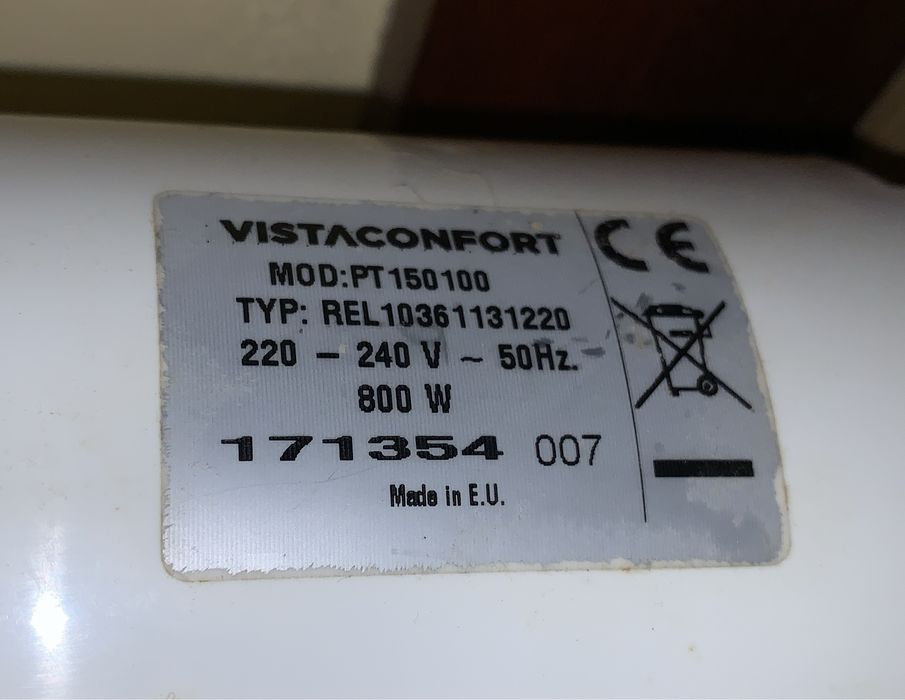 VISTACONFORT
CE
MOD:PT150100
TYP: REL10361131220
220 – 240 V ~ 50Hz.
800 W
171354 007
Made in E.U.